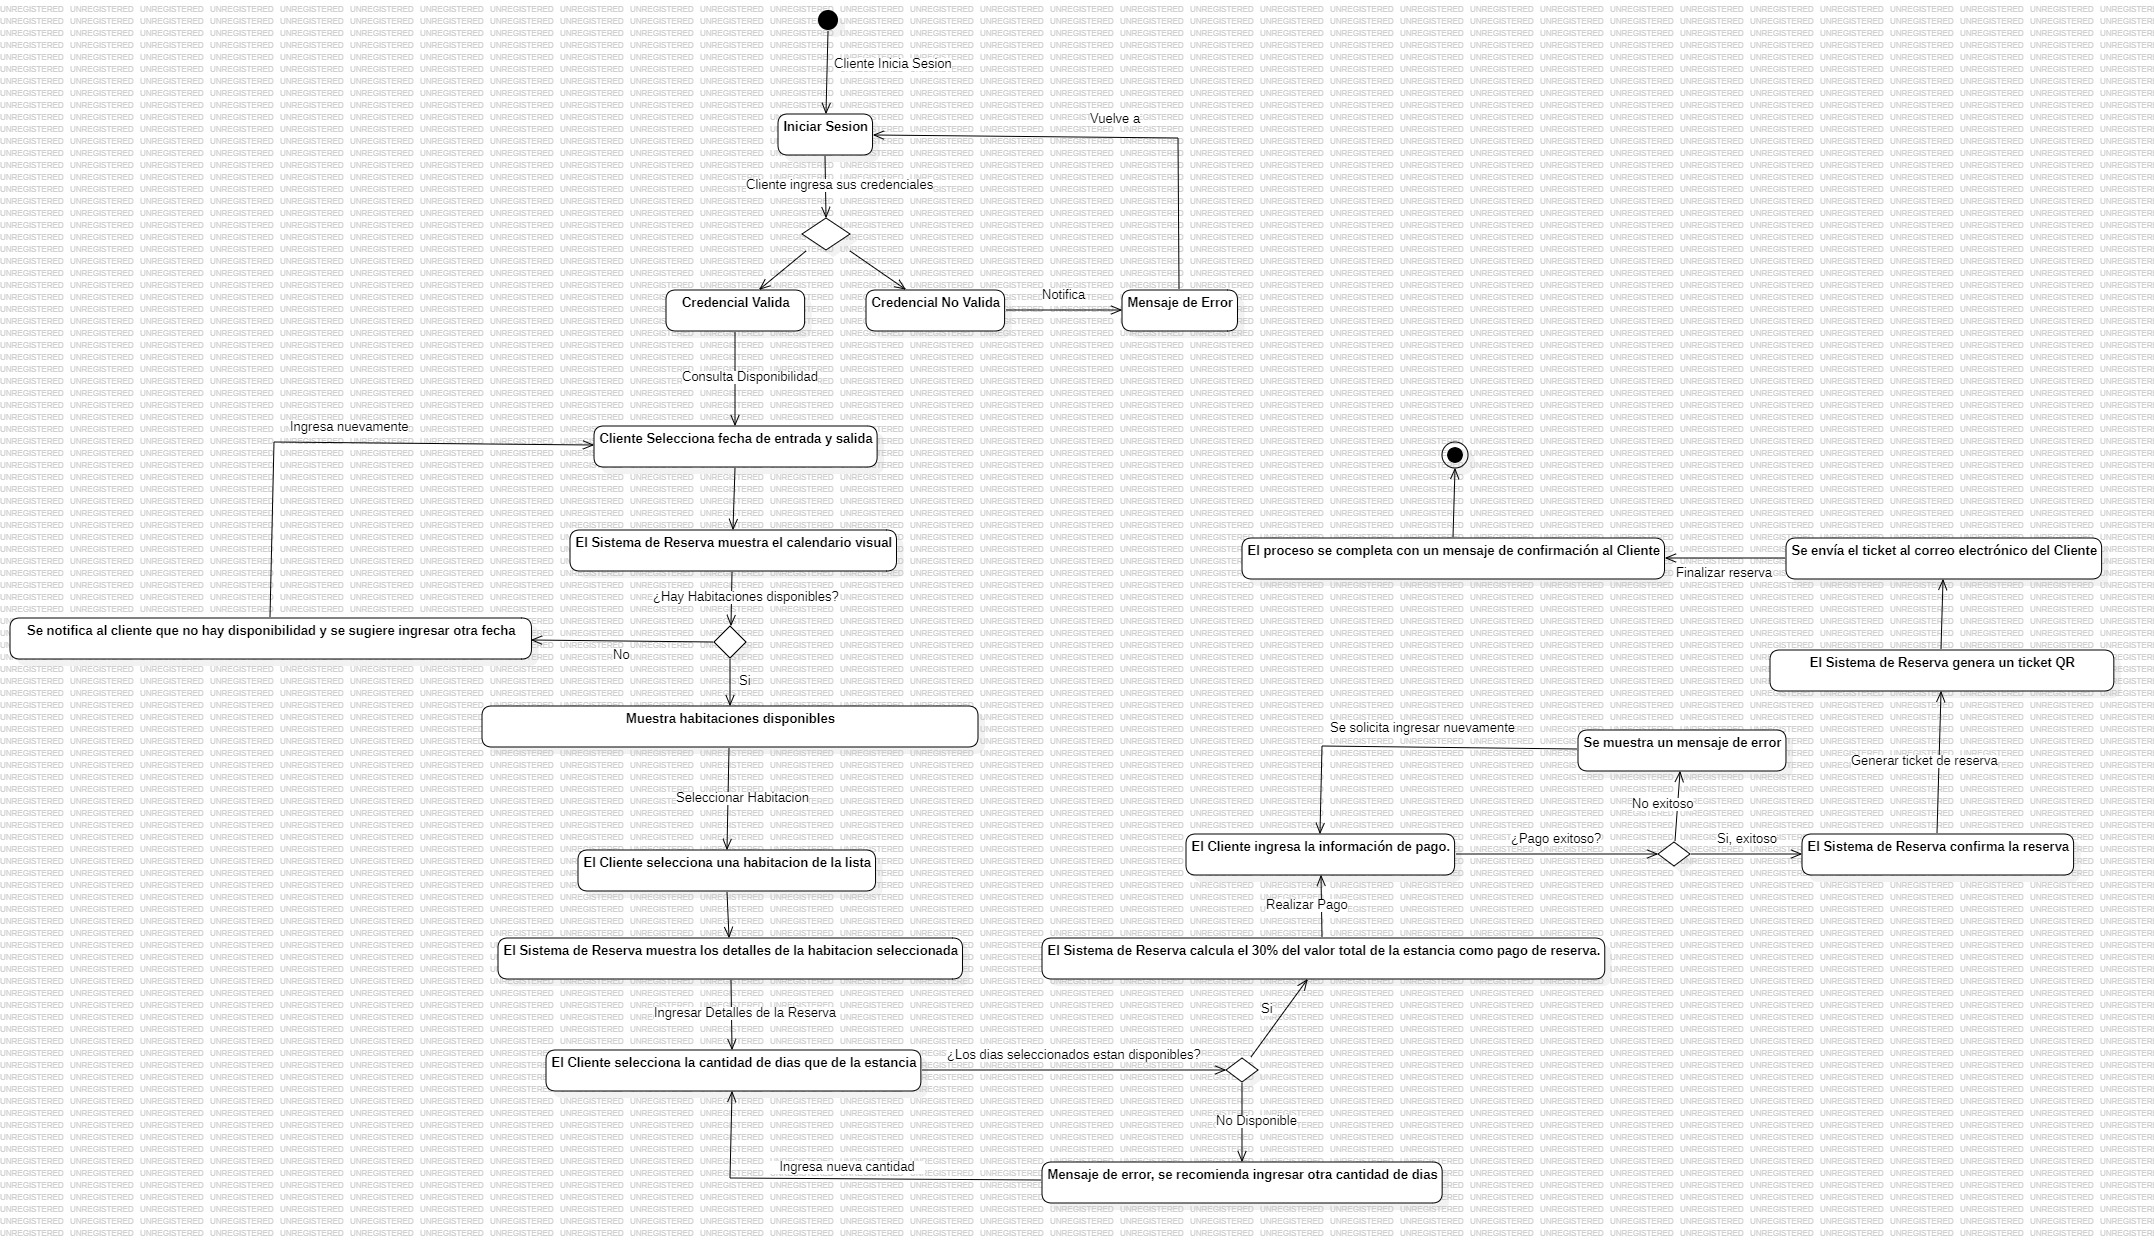 Cliente Inicia Sesion
Iniciar Sesion
Vuelve a
Cliente ingresa sus credenciales
Credencial Valida
Credencial No Valida
Notifica
Mensaje de Error
Consulta Disponibilidad
Ingresa nuevamente
Cliente Selecciona fecha de entrada y salida
El Sistema de Reserva muestra el calendario visual
¿Hay Habitaciones disponibles?
Se notifica al cliente que no hay disponibilidad y se sugiere ingresar otra fecha
No
Si
Muestra habitaciones disponibles
Seleccionar Habitacion
El Cliente selecciona una habitacion de la lista
El Sistema de Reserva muestra los detalles de la habitacion seleccionada
Ingresar Detalles de la Reserva
El Cliente selecciona la cantidad de dias que de la estancia
¿Los dias seleccionados estan disponibles?
Si
No Disponible
Mensaje de error, se recomienda ingresar otra cantidad de dias
Ingresa nueva cantidad
El Sistema de Reserva calcula el 30% del valor total de la estancia como pago de reserva.
Realizar Pago
El Cliente ingresa la información de pago.
¿Pago exitoso?
No exitoso
Se muestra un mensaje de error
Se solicita ingresar nuevamente
Si, exitoso
El Sistema de Reserva confirma la reserva
Generar ticket de reserva
El Sistema de Reserva genera un ticket QR
Se envía el ticket al correo electrónico del Cliente
Finalizar reserva
El proceso se completa con un mensaje de confirmación al Cliente
UNREGISTERED